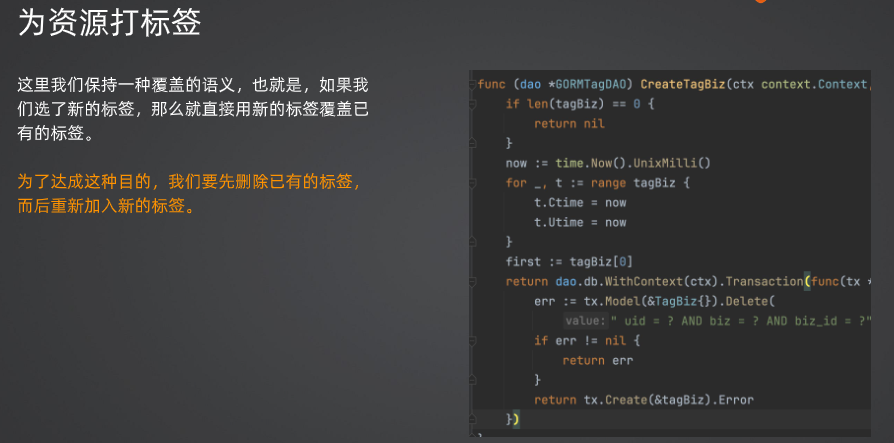 为资源打标签
这里我们保持一种覆盖的语义，也就是，如果我
们选了新的标签，那么就直接用新的标签覆盖已
有的标签。
为了达成这种目的，我们要先删除已有的标签，
而后重新加入新的标签。
func (dao *GORMTagDAO) CreateTagBiz(ctx context.Context,
if len(tagBiz) == 0 {
return nil
}
now := time.Now().UnixMilli()
for _, t := range tagBiz {
t.Ctime = now
t.Utime = now
}
first := tagBiz[0]
return dao.db.WithContext(ctx).Transaction(func(tx *
err := tx.Model(&TagBiz{}).Delete(
value: " uid = ? AND biz = ? AND biz_id = ?"
if err != nil {
return err
}
return tx.Create(&tagBiz).Error
})